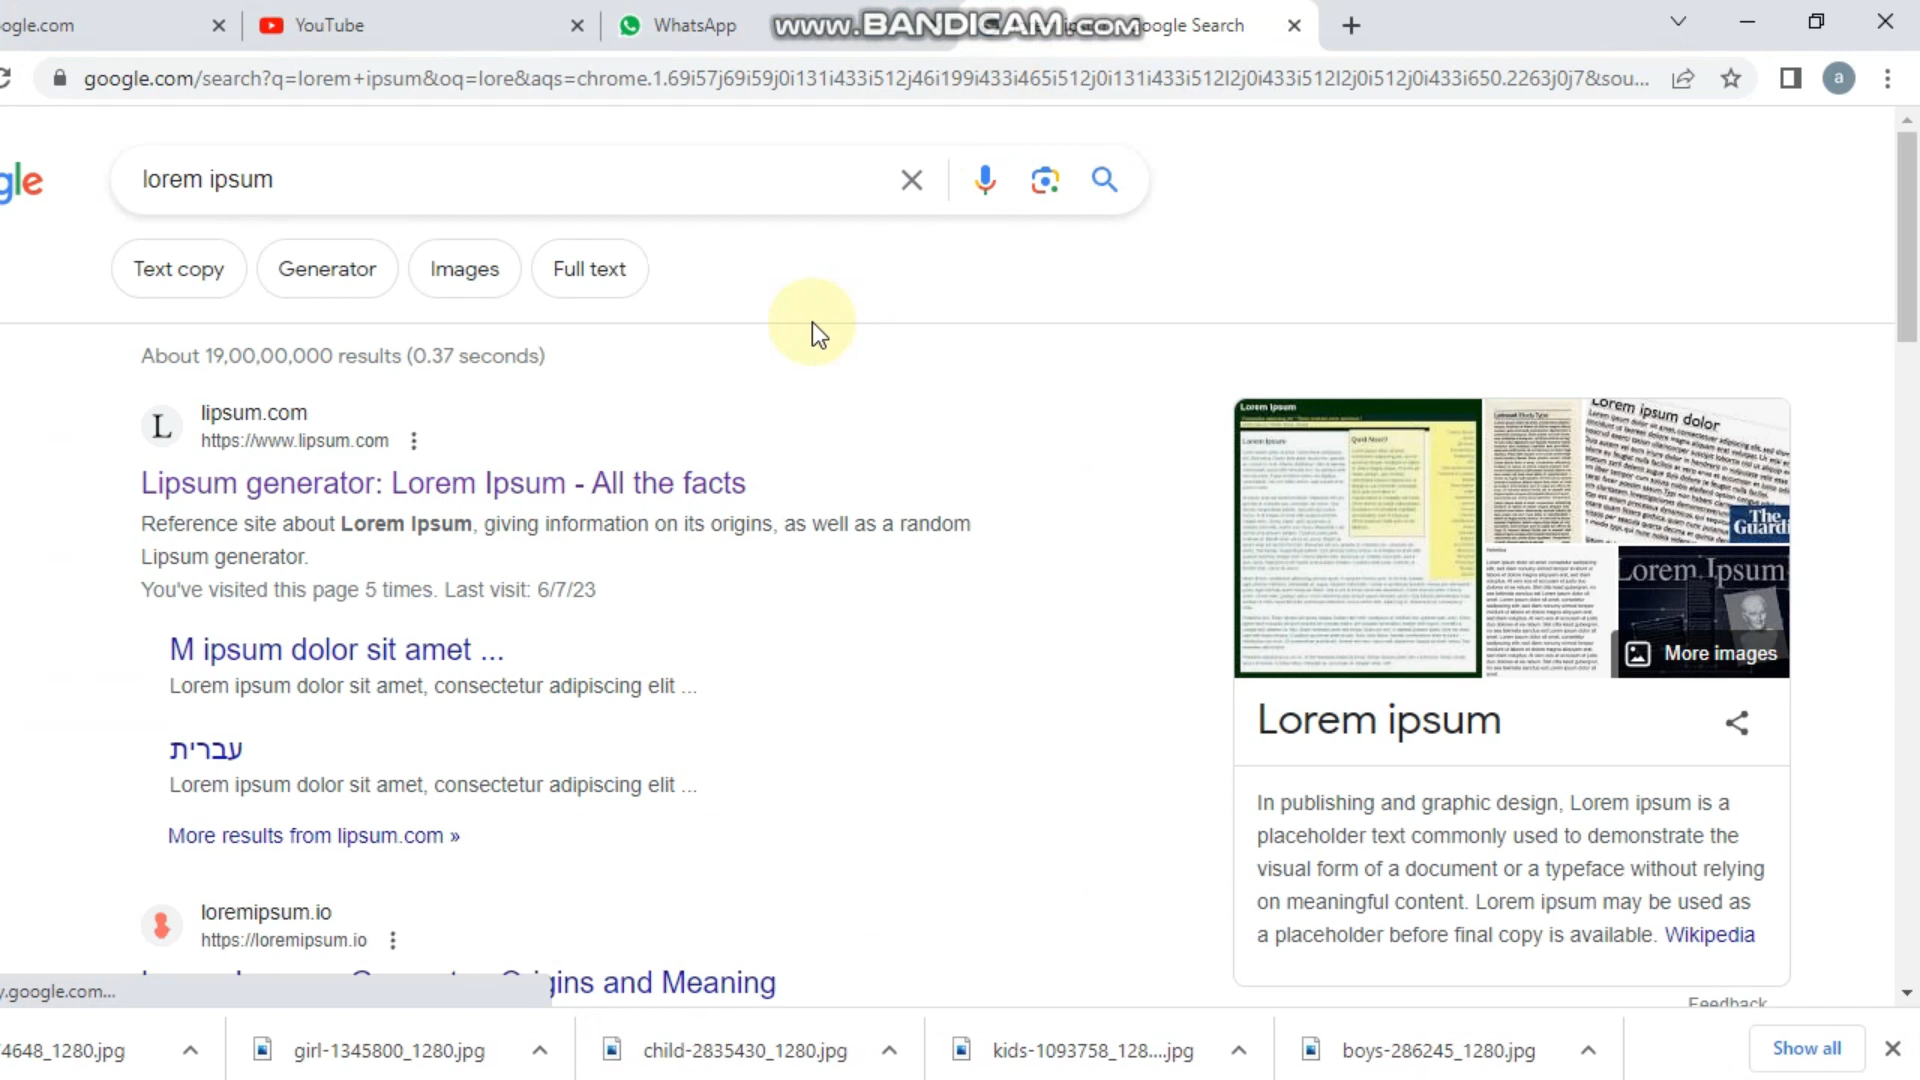 ogle.com
YouTube
WhatsApp
www.BANDICAM.com
oogle Search
google.com/search?q=lorem+ipsum&oq=lore&aqs=chrome.1.69i57j69i59j0i131i433i512j46i199i433i465i512j0i131i433i512l2j0i433i512l2j0i512j0i433i650.2263j0j7&sou...
a
gle
lorem ipsum
Text copy
Generator
Images
Full text
About 19,00,00,000 results (0.37 seconds)
L
lipsum.com
https://www.lipsum.com
Lipsum generator: Lorem Ipsum - All the facts
Reference site about Lorem Ipsum, giving information on its origins, as well as a random
Lipsum generator.
You've visited this page 5 times. Last visit: 6/7/23
M ipsum dolor sit amet ...
Lorem ipsum dolor sit amet, consectetur adipiscing elit ...
עברית
Lorem ipsum dolor sit amet, consectetur adipiscing elit ...
More results from lipsum.com »
loremipsum.io
https://loremipsum.io
gins and Meaning
Lorem Ipsum
Lorem ipsum dolor
The
Guardi
Lorem Ipsum
More images
Lorem ipsum
In publishing and graphic design, Lorem ipsum is a
placeholder text commonly used to demonstrate the
visual form of a document or a typeface without relying
on meaningful content. Lorem ipsum may be used as
a placeholder before final copy is available. Wikipedia
Feedback
y.google.com...
4648_1280.jpg
girl-1345800_1280.jpg
child-2835430_1280.jpg
kids-1093758_128....jpg
boys-286245_1280.jpg
Show all